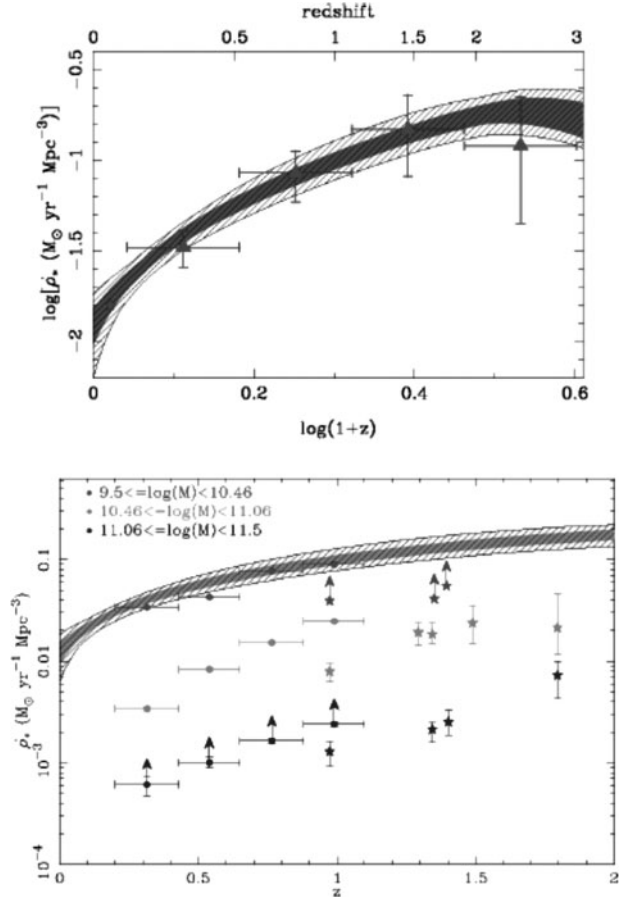 redshift
0 0.5 0.8 1 1.5 2 3
-0.5
-1
-1.5
-2
log[ρ̇* (M⊙ yr⁻¹ Mpc⁻³)]
0 0.2 0.4 0.6
log(1+z)
9.5<=log(M)<10.46
10.46<=log(M)<11.06
11.06<=log(M)<11.5
0.1
0.01
10⁻³
10⁻⁴
ρ̇* (M⊙ yr⁻¹ Mpc⁻³)
0 0.5 1 1.5 2
z